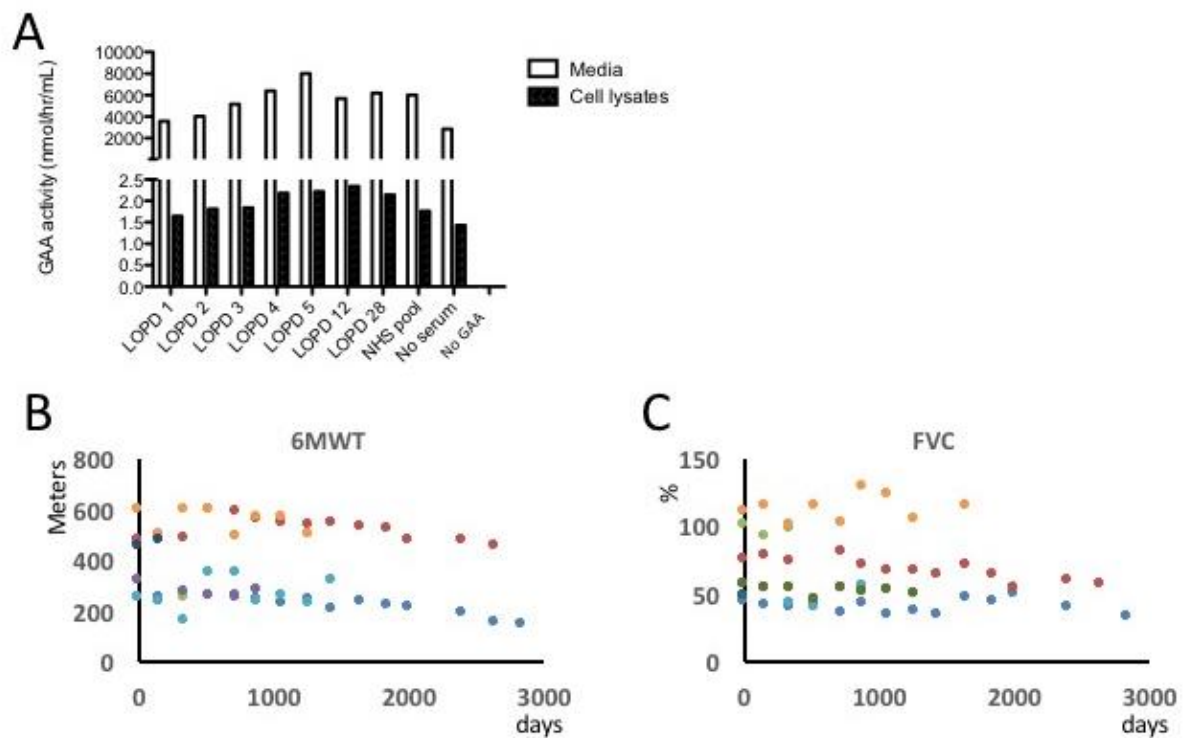 A
GAA activity (nmol/hr/mL)
10000
8000
6000
4000
2000
2.5
2.0
1.5
1.0
0.5
0.0
Media
Cell lysates
LOPD 1
LOPD 2
LOPD 3
LOPD 4
LOPD 5
LOPD 12
LOPD 28
NHS pool
No serum
No GAA
B
6MWT
Meters
800
600
400
200
0
0 1000 2000 3000
days
C
FVC
%
150
100
50
0
0 1000 2000 3000
days